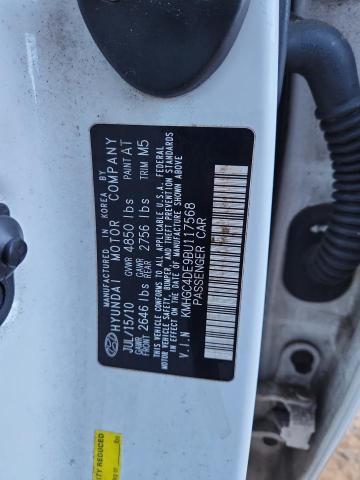 MANUFACTURED IN KOREA BY
HYUNDAI MOTOR COMPANY
JUL/15/10 GVWR 4850 lbs PAINT AT
GAWR FRONT 2646 lbs GAWR REAR 2756 lbs TRIM M5
THIS VEHICLE CONFORMS TO ALL APPLICABLE U.S.A. FEDERAL
MOTOR VEHICLE SAFETY, BUMPER, AND THEFT PREVENTION STANDARDS
IN EFFECT ON THE DATE OF MANUFACTURE SHOWN ABOVE
V.I.N KMHGC4DE9BU117568
PASSENGER CAR
REDUCED